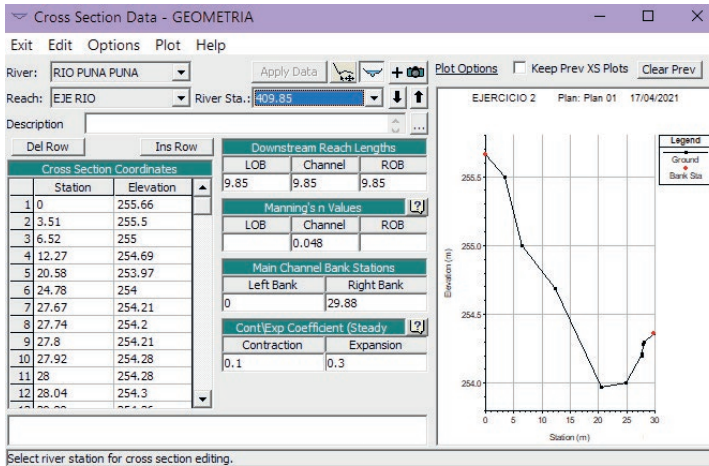 Cross Section Data - GEOMETRIA
Exit Edit Options Plot Help
River: RIO PUNA PUNA Apply Data Plot Options Keep Prev XS Plots Clear Prev
Reach: EJE RIO River Sta.: 409.85
Description ...
Del Row Ins Row
Cross Section Coordinates
Station Elevation
1 0 255.66
2 3.51 255.5
3 6.52 255
4 12.27 254.69
5 20.58 253.97
6 24.78 254
7 27.67 254.21
8 27.74 254.2
9 27.8 254.21
10 27.92 254.28
11 28 254.28
12 28.04 254.3
Downstream Reach Lengths
LOB Channel ROB
9.85 9.85 9.85
Manning's n Values ?
LOB Channel ROB
0.048
Main Channel Bank Stations
Left Bank Right Bank
0 29.88
Cont\Exp Coefficient (Steady ?
Contraction Expansion
0.1 0.3
EJERCICIO 2 Plan: Plan 01 17/04/2021
Legend
Ground
Bank Sta
Elevation (m)
255.5
255.0
254.5
254.0
0 5 10 15 20 25 30
Station (m)
Select river station for cross section editing.